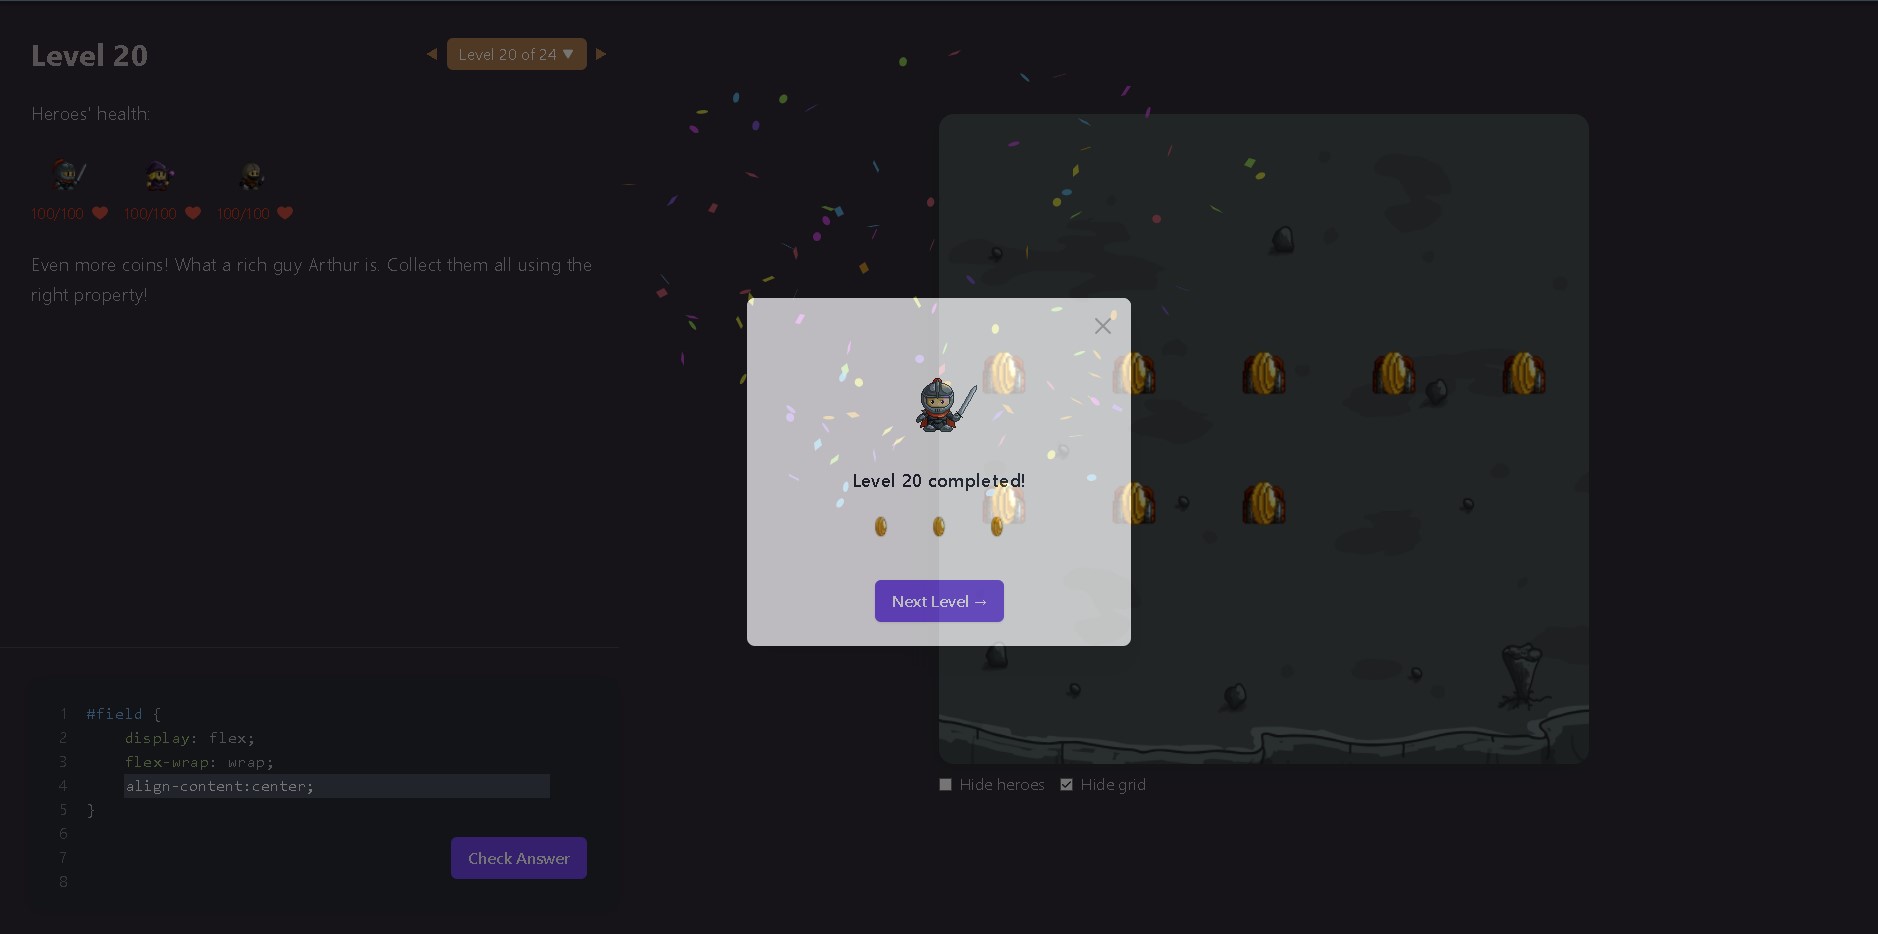 Level 20
Level 20 of 24 ▼
Heroes' health:
100/100
100/100
100/100
Even more coins! What a rich guy Arthur is. Collect them all using the
right property!
Level 20 completed!
Next Level →
1 #field {
2 display: flex;
3 flex-wrap: wrap;
4 align-content:center;
5 }
6
7
8
Check Answer
Hide heroes
Hide grid